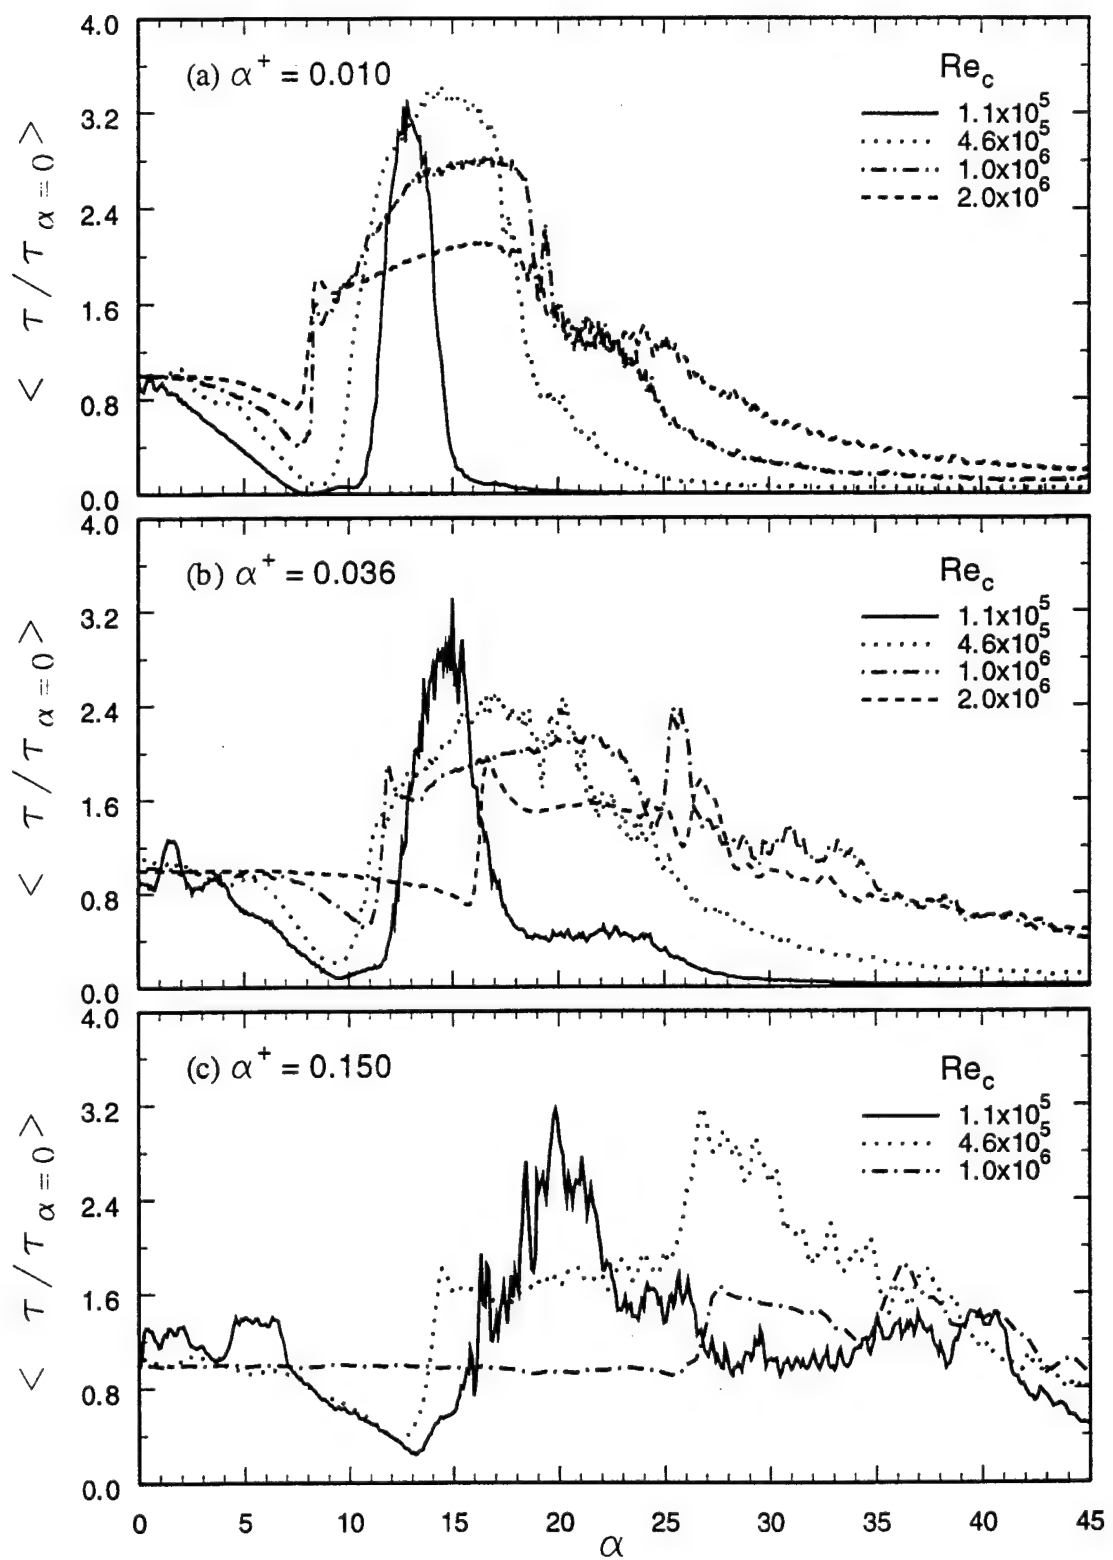 4.0
3.2
2.4
1.6
0.8
0.0
< τ / τ α = 0 >
(a) α⁺ = 0.010
Re_c
1.1x10⁵
4.6x10⁵
1.0x10⁶
2.0x10⁶
4.0
3.2
2.4
1.6
0.8
0.0
< τ / τ α = 0 >
(b) α⁺ = 0.036
Re_c
1.1x10⁵
4.6x10⁵
1.0x10⁶
2.0x10⁶
4.0
3.2
2.4
1.6
0.8
0.0
< τ / τ α = 0 >
(c) α⁺ = 0.150
Re_c
1.1x10⁵
4.6x10⁵
1.0x10⁶
0 5 10 15 20 25 30 35 40 45
α